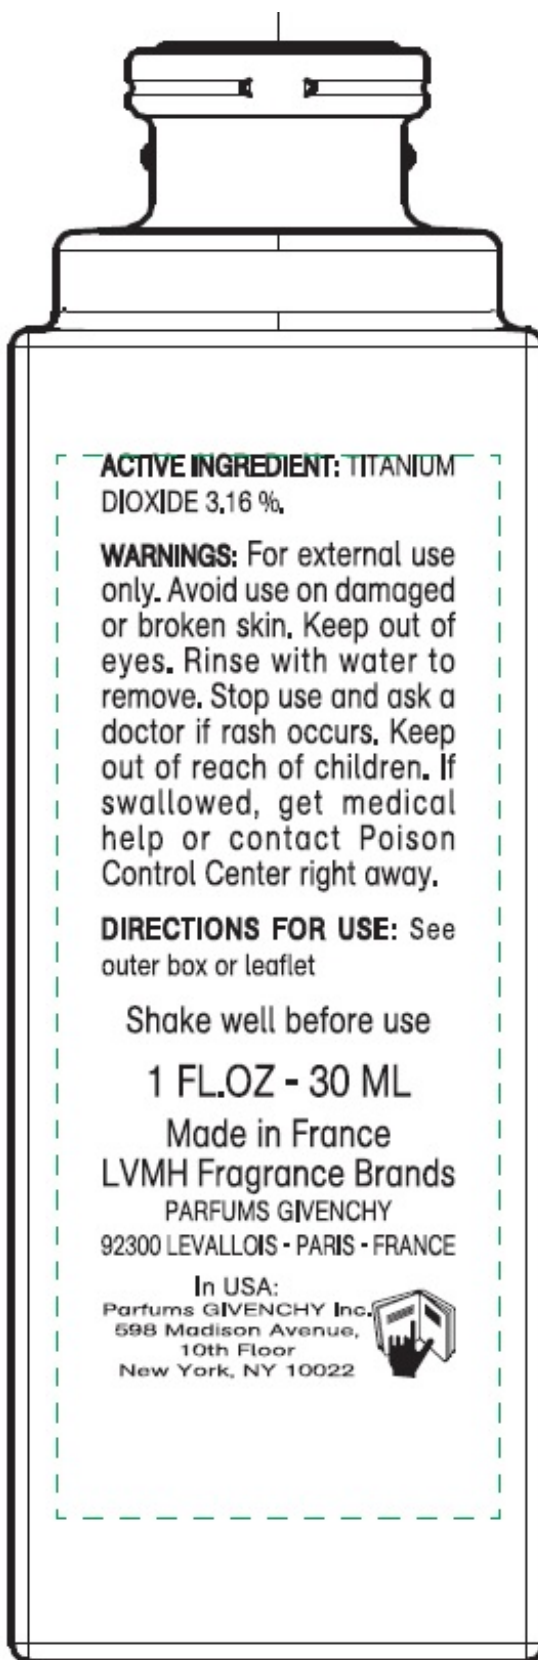 ACTIVE INGREDIENT: TITANIUM
DIOXIDE 3.16 %.
WARNINGS: For external use
only. Avoid use on damaged
or broken skin. Keep out of
eyes. Rinse with water to
remove. Stop use and ask a
doctor if rash occurs. Keep
out of reach of children. If
swallowed, get medical
help or contact Poison
Control Center right away.
DIRECTIONS FOR USE: See
outer box or leaflet
Shake well before use
1 FL.OZ - 30 ML
Made in France
LVMH Fragrance Brands
PARFUMS GIVENCHY
92300 LEVALLOIS - PARIS - FRANCE
In USA:
Parfums GIVENCHY Inc.
598 Madison Avenue,
10th Floor
New York, NY 10022